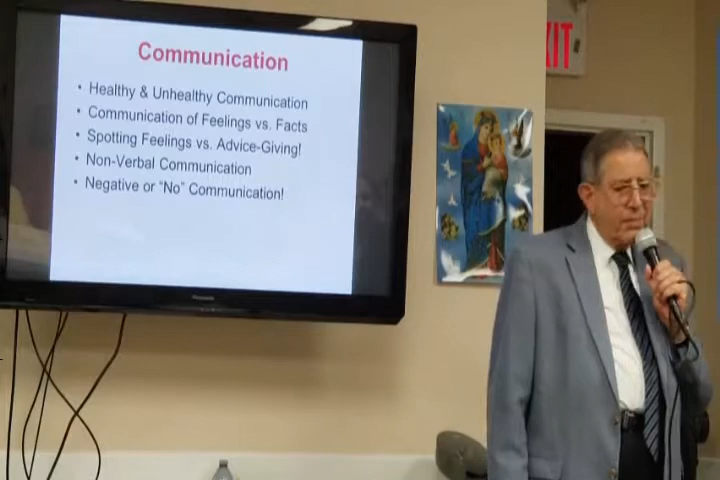 Communication
• Healthy & Unhealthy Communication
• Communication of Feelings vs. Facts
• Spotting Feelings vs. Advice-Giving!
• Non-Verbal Communication
• Negative or “No” Communication!
Panasonic
XIT